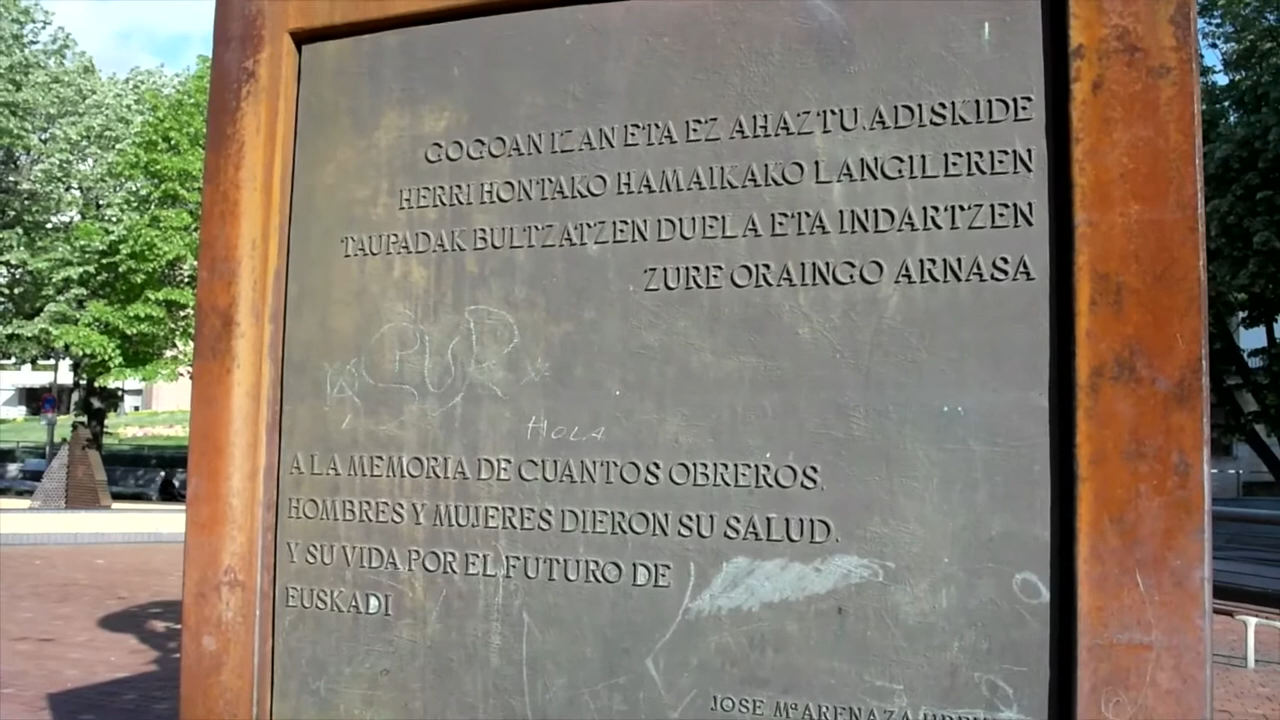 GOGOAN IZAN ETA EZ AHAZTU, ADISKIDE
HERRI HONTAKO HAMAIKAKO LANGILEREN
TAUPADAK BULTZATZEN DUELA ETA INDARTZEN
ZURE ORAINGO ARNASA
HOLA
A LA MEMORIA DE CUANTOS OBREROS,
HOMBRES Y MUJERES DIERON SU SALUD,
Y SU VIDA POR EL FUTURO DE
EUSKADI
JOSE Mª ARENAZA